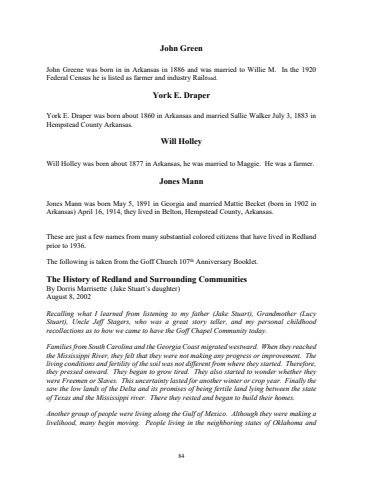 John Green
John Greene was born in in Arkansas in 1886 and was married to Willie M. In the 1920
Federal Census he is listed as farmer and industry Railroad.
York E. Draper
York E. Draper was born about 1860 in Arkansas and married Sallie Walker July 3, 1883 in
Hempstead County Arkansas.
Will Holley
Will Holley was born about 1877 in Arkansas, he was married to Maggie. He was a farmer.
Jones Mann
Jones Mann was born May 5, 1891 in Georgia and married Mattie Becket (born in 1902 in
Arkansas) April 16, 1914, they lived in Belton, Hempstead County, Arkansas.
These are just a few names from many substantial colored citizens that have lived in Redland
prior to 1936.
The following is taken from the Goff Church 107th Anniversary Booklet.
The History of Redland and Surrounding Communities
By Dorris Marrisette (Jake Stuart's daughter)
August 8, 2002
Recalling what I learned from listening to my father (Jake Stuart), Grandmother (Lucy
Stuart), Uncle Jeff Stagers, who was a great story teller, and my personal childhood
recollections as to how we came to have the Goff Chapel Community today.
Families from South Carolina and the Georgia Coast migrated westward. When they reached
the Mississippi River, they felt that they were not making any progress or improvement. The
living conditions and fertility of the soil was not different from where they started. Therefore,
they pressed onward. They began to grow tired. They also started to wonder whether they
were Freemen or Slaves. This uncertainty lasted for another winter or crop year. Finally the
saw the low lands of the Delta and its promises of being fertile land lying between the state
of Texas and the Mississippi river. There they rested and began to build their homes.
Another group of people were living along the Gulf of Mexico. Although they were making a
livelihood, many begin moving. People living in the neighboring states of Oklahoma and
84